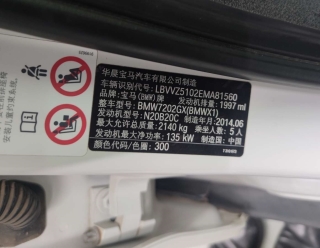 华晨宝马汽车有限公司制造
车辆识别代号 LBVVZ5102EMA81560
品牌: 宝马(BMW)牌 发动机排量: 1997 ml
整车型号: BMW7202GX(BMWX1)
发动机型号: N20B20C 制造年月: 2014.06
最大允许总质量: 2140 kg 乘坐人数: 5 人
发动机最大净功率: 135 kW 制造国: 中国
颜色代码/色圈: 300